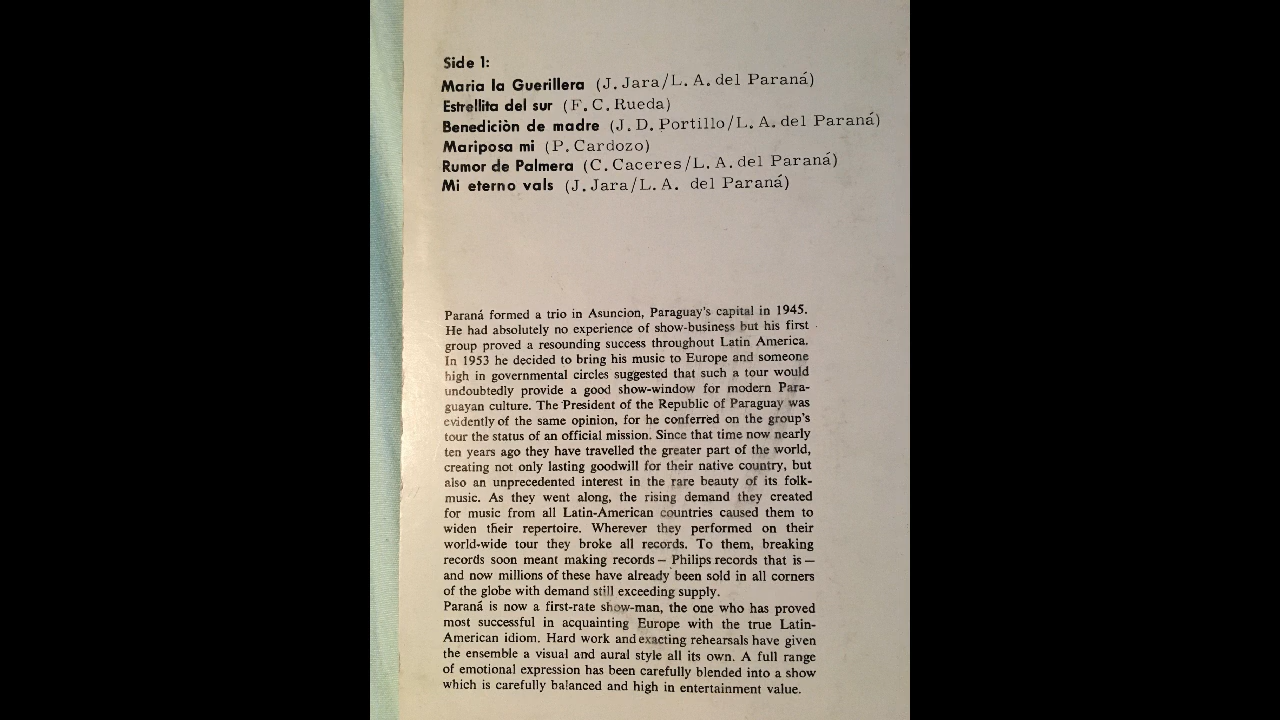 Side 1:
Maria la Guerillera (J. Jara/L. A. del Paraná)
Estrellita del sur (F. C. Rueda)
Benediciòn de madre (J. D. Portillo/L. A. del Paraná)
Mariposa mi (P. Cardozo)
Rumor de Palmera (C. Céspedes/L. A. del Paraná)
Mi eterno vals (J. Jara/L. A. del Paraná)
Parana formed his trio in Asunción, Paraguay's capital in 1943.
He had absolutely no experience of show-business but his first
group proved a resounding success throughout Latin America.
In 1953 he decided to bring his music to Europe and someone
high in government circles suggested that such a tour would
undoubtedly provide a good shop window for modern Para-
guayan culture. The President of the Republic of Paraguay was
evidently of the same opinion, for he conferred on the group's
tour the status of an official mission. Since that time now nearly
ten years ago they have travelled the greater part of the world,
creating not only lasting goodwill for their native country, but
also an unprecedented interest in the rare beauty of its folk
music. As they went along, the rising demand they created
for music from all Latin-American countries caused them to
widen their repertoire. Wherever they performed on their
world-wide tour they broke all records. To record breaking
records soon meant making records – Philips records that is –
and now millions of these have already been sold in all corners
of the globe with demand still exceeding supply.
Parana is now a first-rate the one who has proved
most successful in acquainting Europe with the true Latin
American idiom. Hard work and endless rehearsals have given
the ensemble a visual and aural style all its own. A full gamut
of emotional expression has been skilfully blended into a show
which is carefully balanced and high in entertainment value.